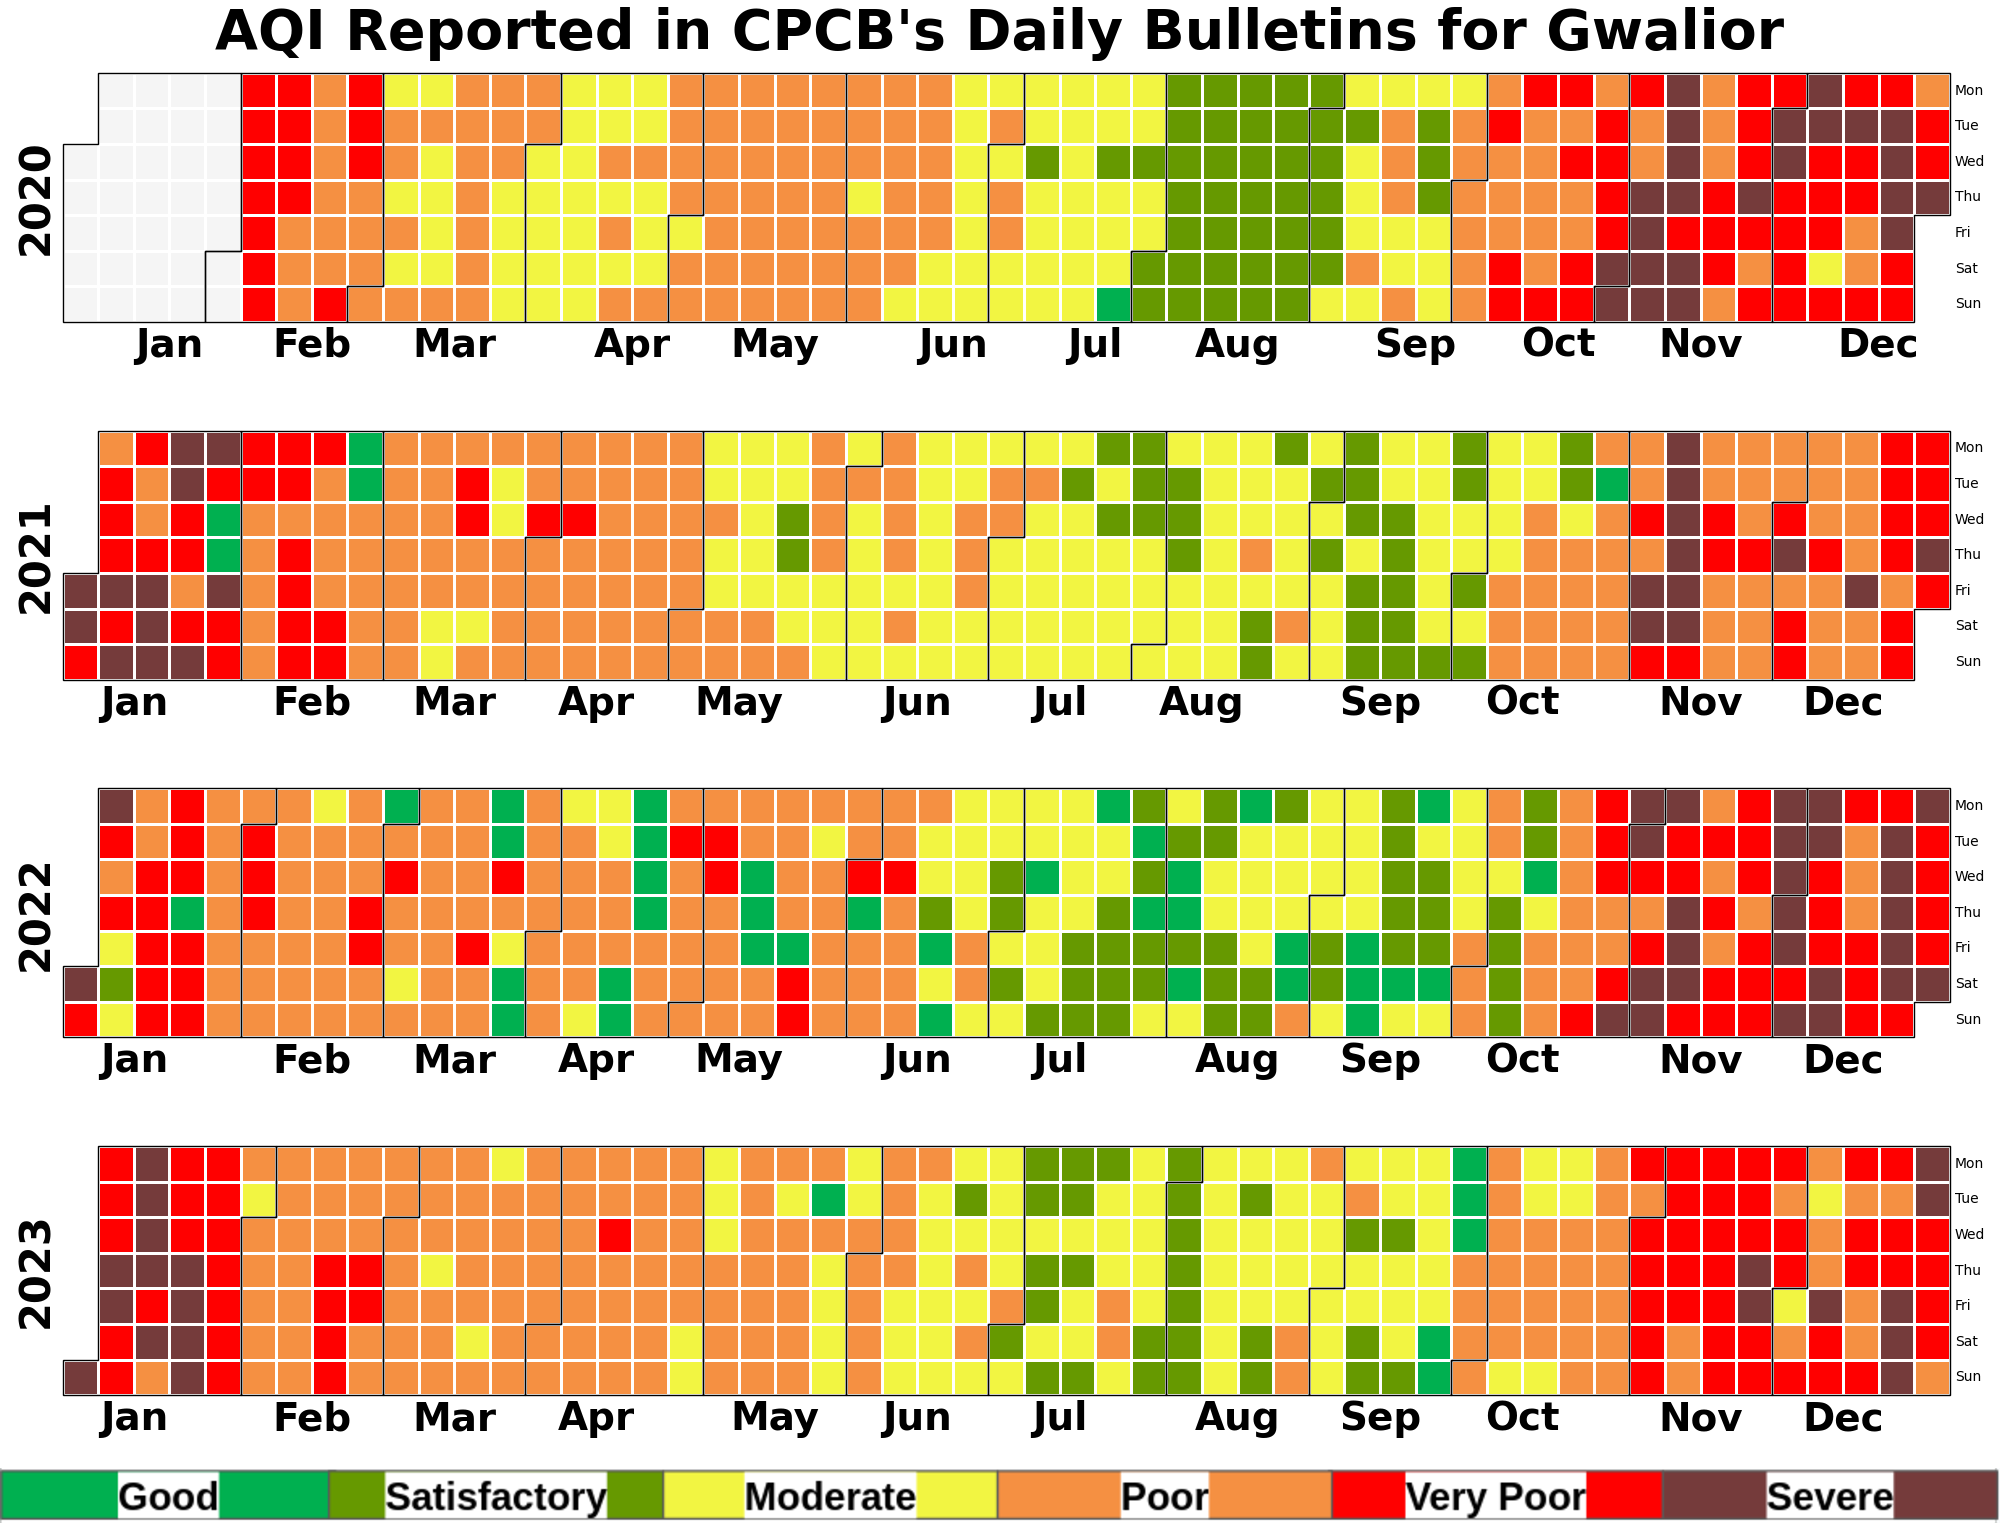 AQI Reported in CPCB's Daily Bulletins for Gwalior
2020
Mon
Tue
Wed
Thu
Fri
Sat
Sun
Jan Feb Mar Apr May Jun Jul Aug Sep Oct Nov Dec
2021
Mon
Tue
Wed
Thu
Fri
Sat
Sun
Jan Feb Mar Apr May Jun Jul Aug Sep Oct Nov Dec
2022
Mon
Tue
Wed
Thu
Fri
Sat
Sun
Jan Feb Mar Apr May Jun Jul Aug Sep Oct Nov Dec
2023
Mon
Tue
Wed
Thu
Fri
Sat
Sun
Jan Feb Mar Apr May Jun Jul Aug Sep Oct Nov Dec
Good Satisfactory Moderate Poor Very Poor Severe